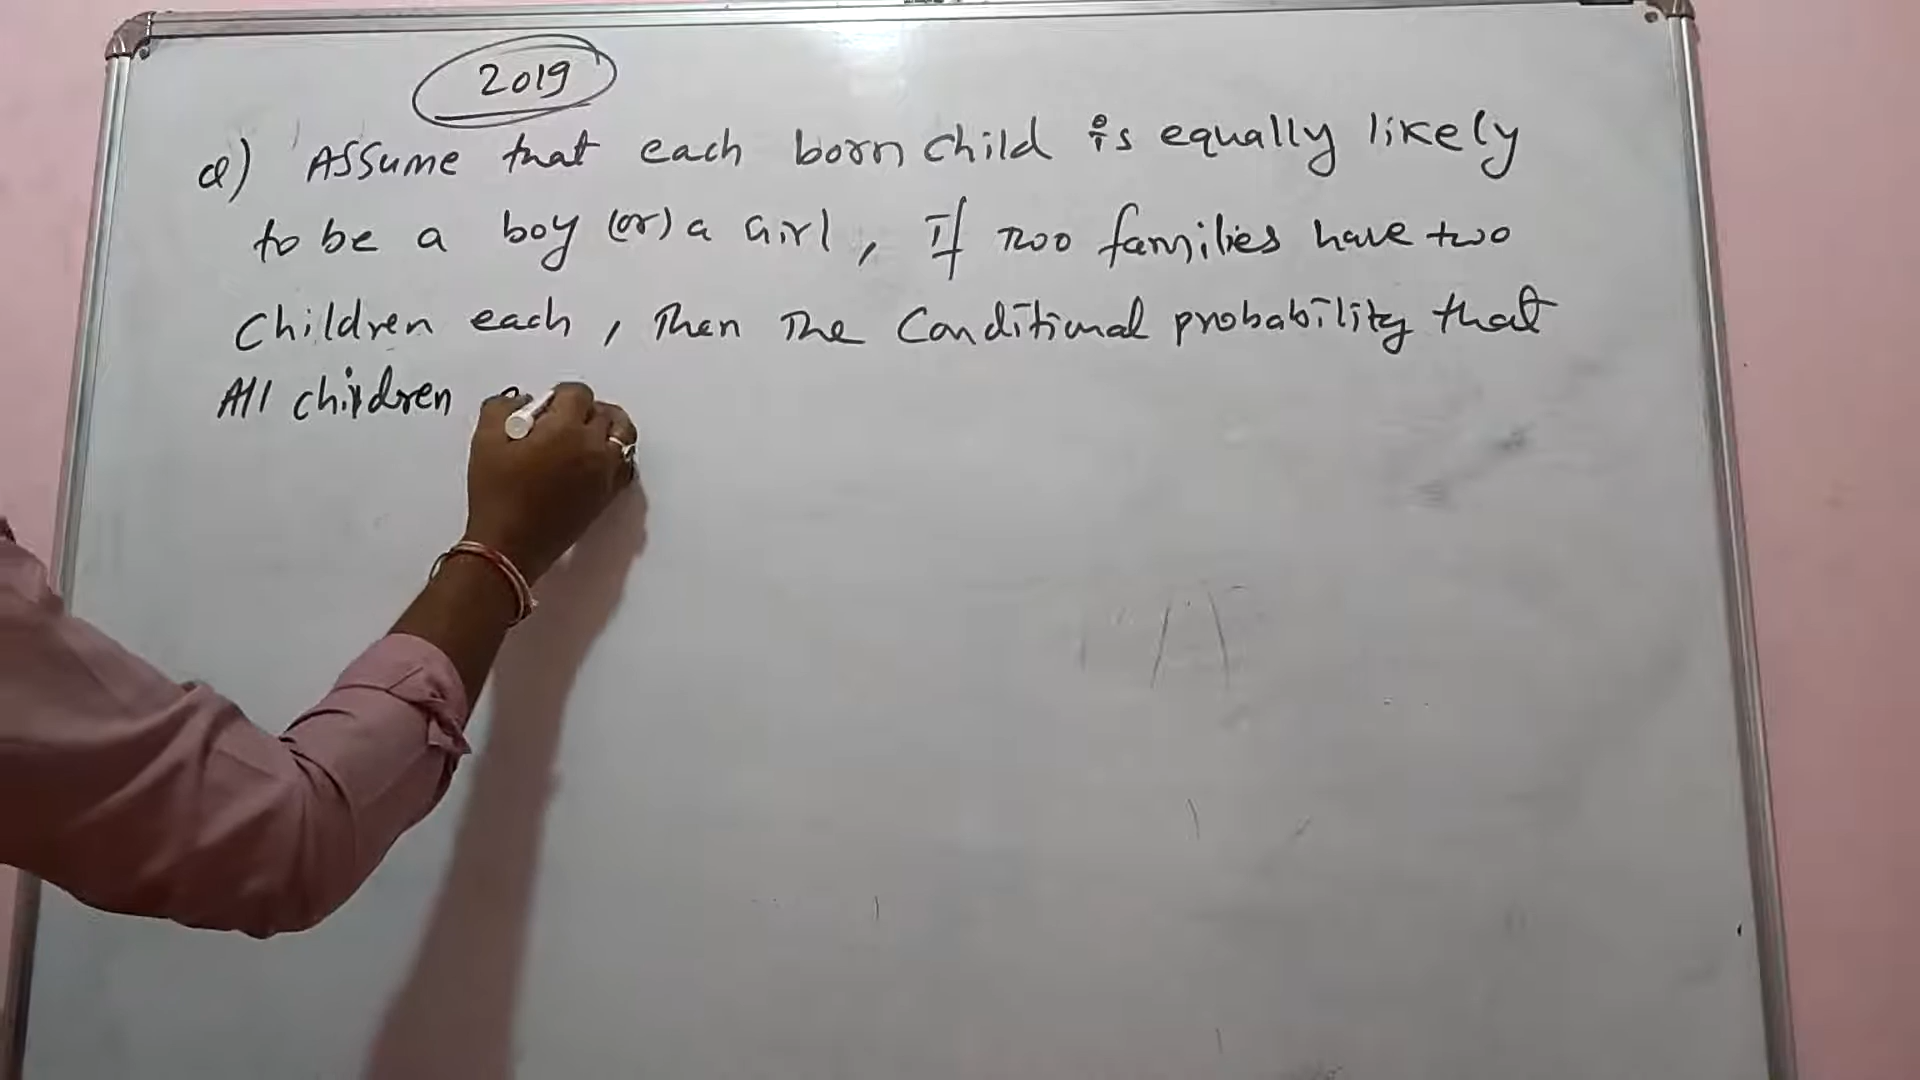 2019
Q) Assume that each born child is equally likely
to be a boy (or) a Girl, If Two families have two
Children each, Then The Conditional probability that
All children